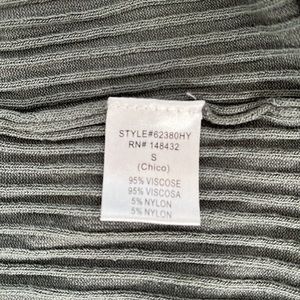 STYLE#62380HY
RN# 148432
S
(Chico)
95% VISCOSE
95% VISCOSA
5% NYLON
5% NYLON